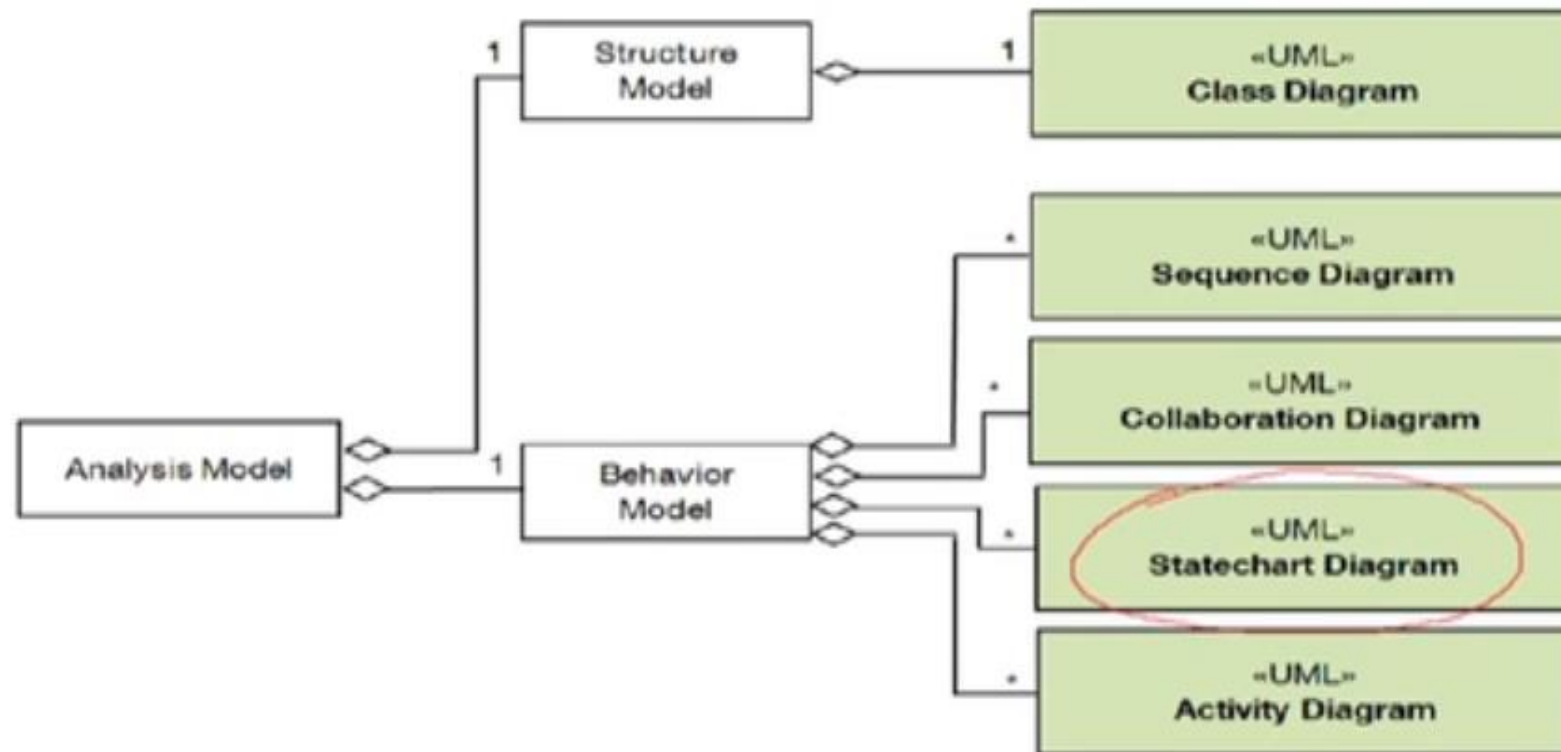 1
Structure
Model
1
«UML»
Class Diagram
*
«UML»
Sequence Diagram
*
«UML»
Collaboration Diagram
Analysis Model
1
Behavior
Model
*
«UML»
Statechart Diagram
*
«UML»
Activity Diagram